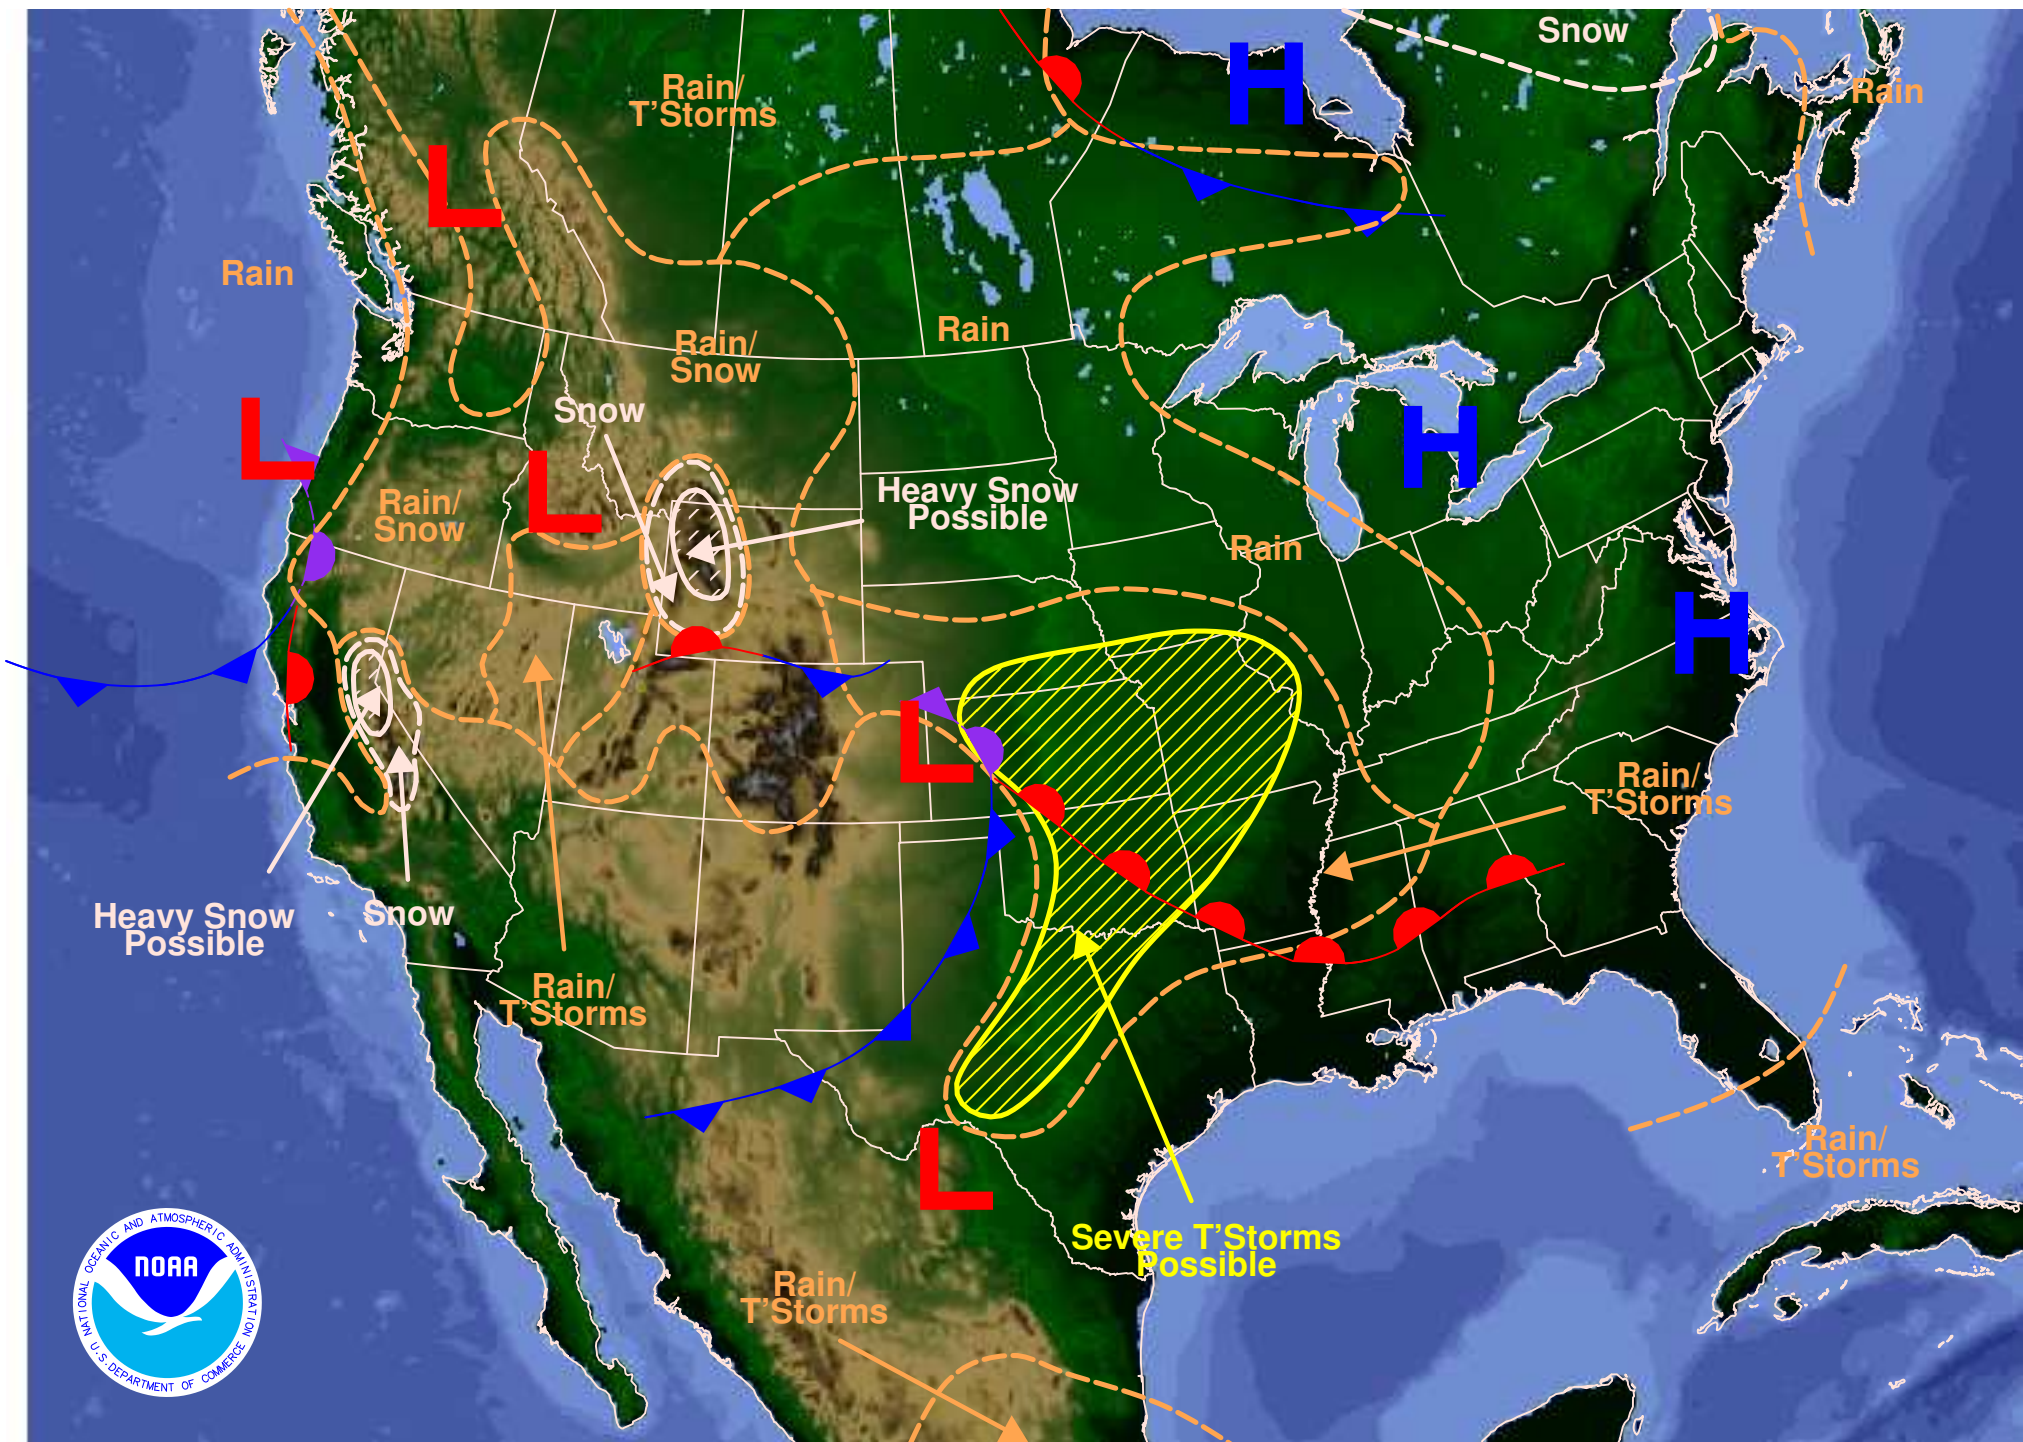 Snow
Rain/
T'Storms
Rain
H
L
Rain
Rain
Rain/
Snow
Snow
L
H
L
Rain/
Snow
Heavy Snow
Possible
Rain
H
L
Rain/
T'Storms
Heavy Snow
Possible
Snow
Rain/
T'Storms
Rain/
T'Storms
L
Severe T'Storms
Possible
Rain/
T'Storms
NATIONAL OCEANIC AND ATMOSPHERIC ADMINISTRATION
NOAA
U.S. DEPARTMENT OF COMMERCE